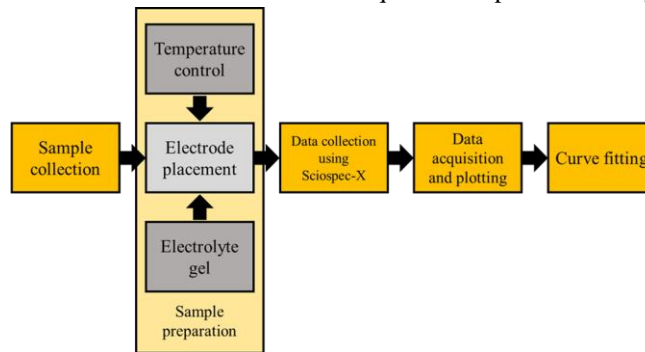 Temperature
control
Sample
collection
Electrode
placement
Data collection
using
Sciospec-X
Data
acquisition
and plotting
Curve fitting
Electrolyte
gel
Sample
preparation